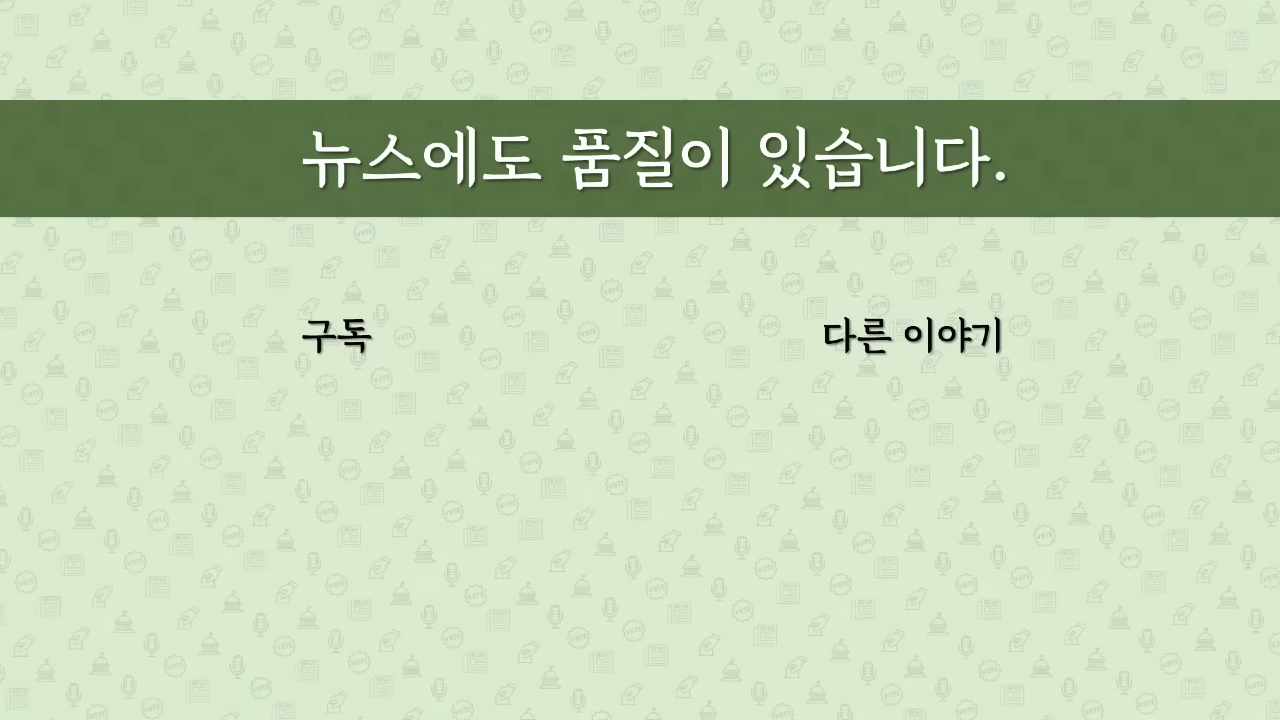 뉴스에도 품질이 있습니다.
구독
다른 이야기